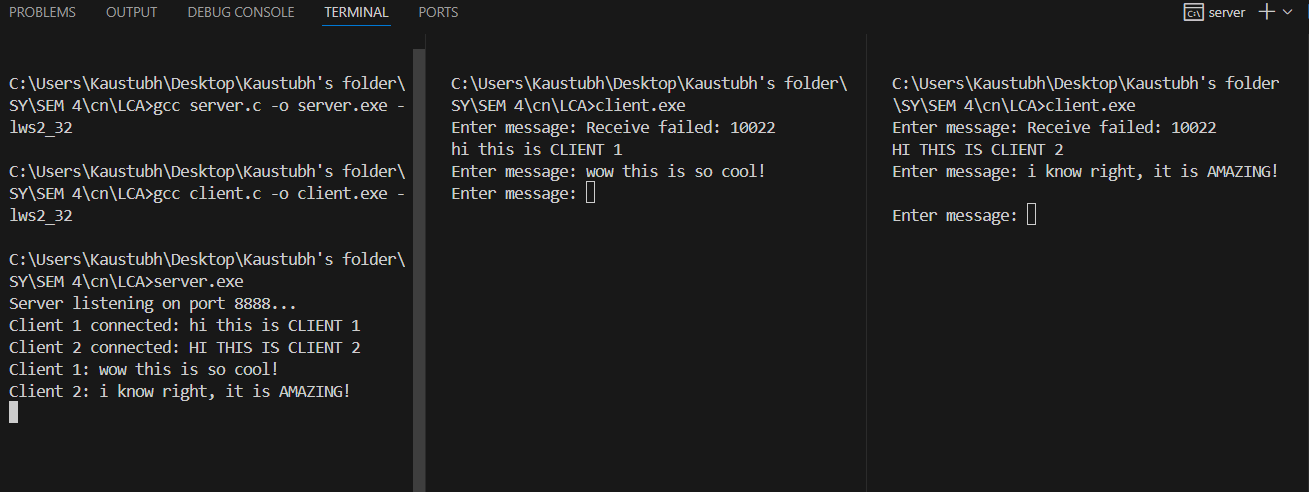 PROBLEMS OUTPUT DEBUG CONSOLE TERMINAL PORTS
server
C:\Users\Kaustubh\Desktop\Kaustubh's folder\
SY\SEM 4\cn\LCA>gcc server.c -o server.exe -
lws2_32
C:\Users\Kaustubh\Desktop\Kaustubh's folder\
SY\SEM 4\cn\LCA>gcc client.c -o client.exe -
lws2_32
C:\Users\Kaustubh\Desktop\Kaustubh's folder\
SY\SEM 4\cn\LCA>server.exe
Server listening on port 8888...
Client 1 connected: hi this is CLIENT 1
Client 2 connected: HI THIS IS CLIENT 2
Client 1: wow this is so cool!
Client 2: i know right, it is AMAZING!
C:\Users\Kaustubh\Desktop\Kaustubh's folder\
SY\SEM 4\cn\LCA>client.exe
Enter message: Receive failed: 10022
hi this is CLIENT 1
Enter message: wow this is so cool!
Enter message:
C:\Users\Kaustubh\Desktop\Kaustubh's folder
\SY\SEM 4\cn\LCA>client.exe
Enter message: Receive failed: 10022
HI THIS IS CLIENT 2
Enter message: i know right, it is AMAZING!
Enter message: